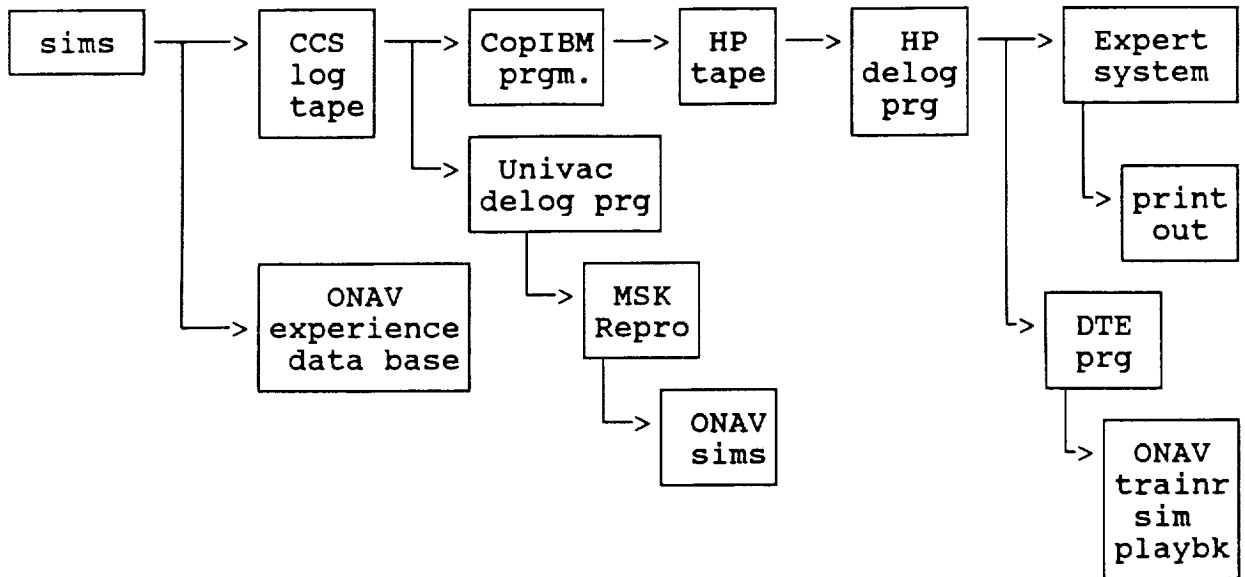 sims
CCS
log
tape
CopIBM
prgm.
HP
tape
HP
delog
prg
Expert
system
Univac
delog prg
print
out
ONAV
experience
data base
MSK
Repro
DTE
prg
ONAV
sims
ONAV
trainr
sim
playbk